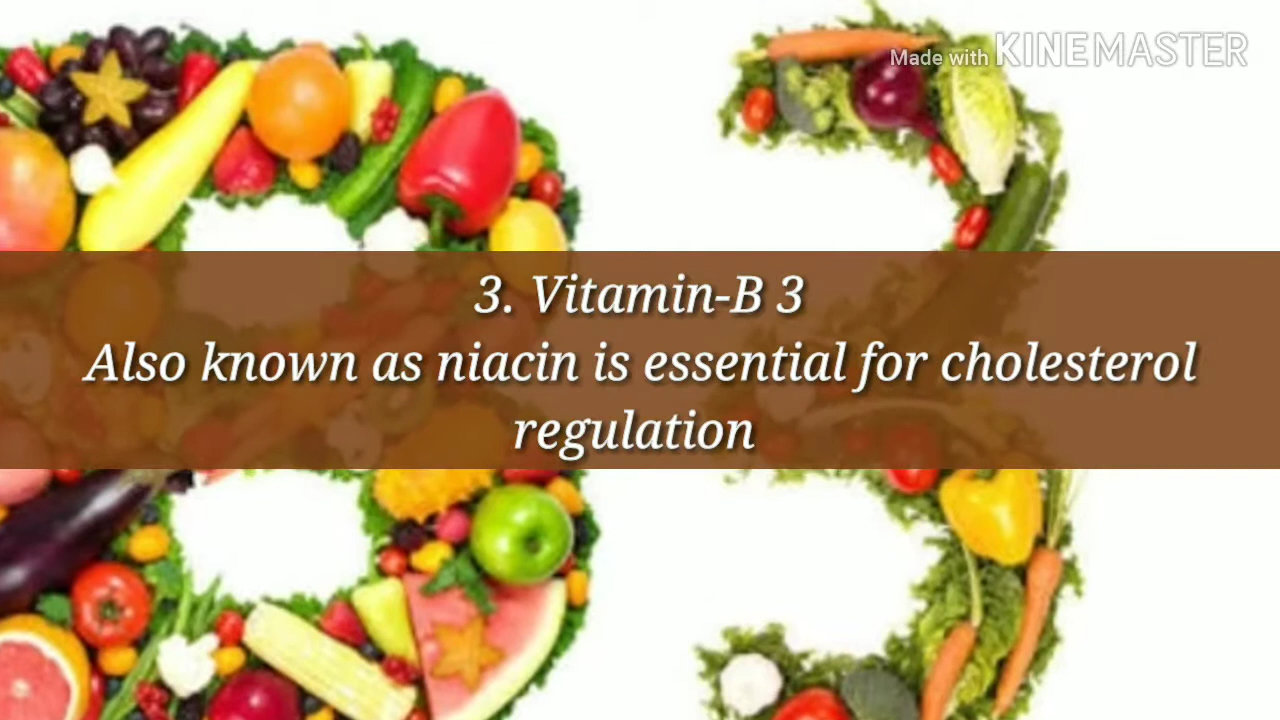 Made with KINEMASTER
3. Vitamin-B 3
Also known as niacin is essential for cholesterol
regulation